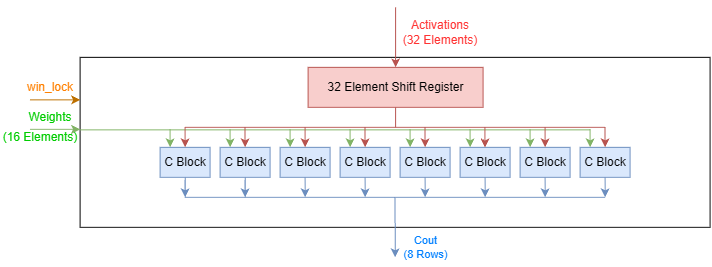 Activations
(32 Elements)
32 Element Shift Register
win_lock
Weights
(16 Elements)
C Block
C Block
C Block
C Block
C Block
C Block
C Block
C Block
Cout
(8 Rows)